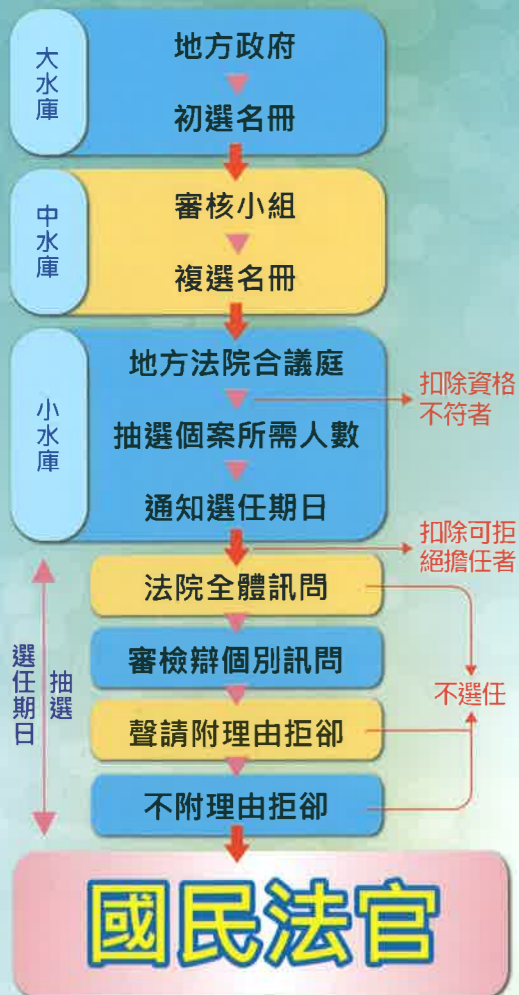 大水庫
地方政府
初選名冊
中水庫
審核小組
複選名冊
小水庫
地方法院合議庭
扣除資格
不符者
抽選個案所需人數
通知選任期日
扣除可拒
絕擔任者
法院全體訊問
審檢辯個別訊問
選任期日
抽選
不選任
聲請附理由拒卻
不附理由拒卻
國民法官